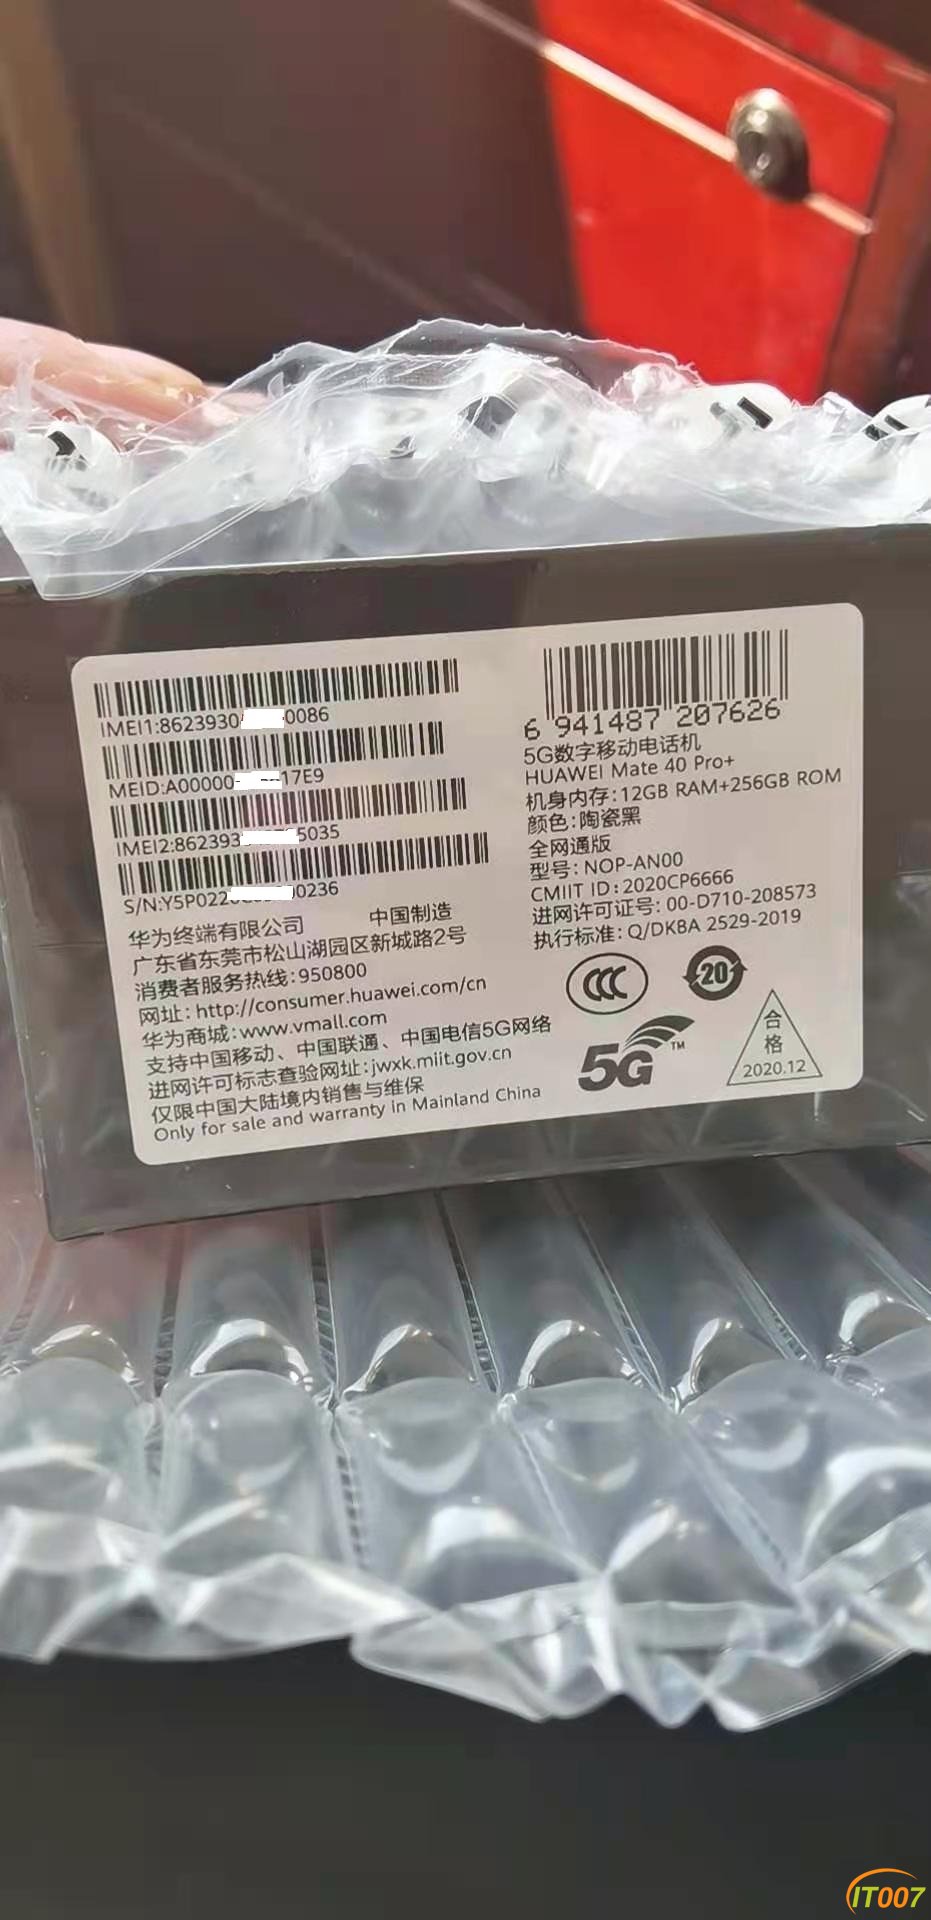 IMEI1:8623930 0086
MEID:A00000 17E9
IMEI2:862393 5035
S/N:Y5P022 0236
华为终端有限公司 中国制造
广东省东莞市松山湖园区新城路2号
消费者服务热线:950800
网址:http://consumer.huawei.com/cn
华为商城:www.vmall.com
支持中国移动、中国联通、中国电信5G网络
进网许可标志查验网址:jwxk.miit.gov.cn
仅限中国大陆境内销售与维保
Only for sale and warranty in Mainland China
6 941487 207626
5G数字移动电话机
HUAWEI Mate 40 Pro+
机身内存:12GB RAM+256GB ROM
颜色:陶瓷黑
全网通版
型号:NOP-AN00
CMIIT ID:2020CP6666
进网许可证号:00-D710-208573
执行标准:Q/DKBA 2529-2019
CCC
20
5G™
合
格
2020.12
IT007